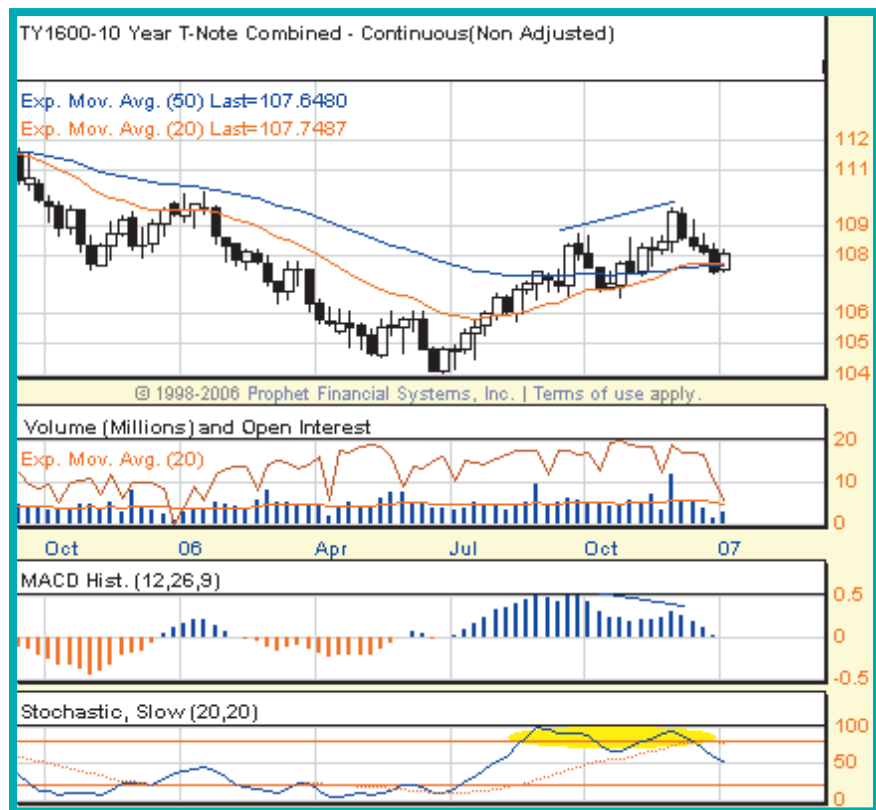 TY1600-10 Year T-Note Combined - Continuous(Non Adjusted)
Exp. Mov. Avg. (50) Last=107.6480
Exp. Mov. Avg. (20) Last=107.7487
112
111
109
108
106
105
104
© 1998-2006 Prophet Financial Systems, Inc. | Terms of use apply.
Volume (Millions) and Open Interest
Exp. Mov. Avg. (20)
20
10
0
Oct 06 Apr Jul Oct 07
MACD Hist. (12,26,9)
0.5
0
-0.5
Stochastic, Slow (20,20)
100
50
0